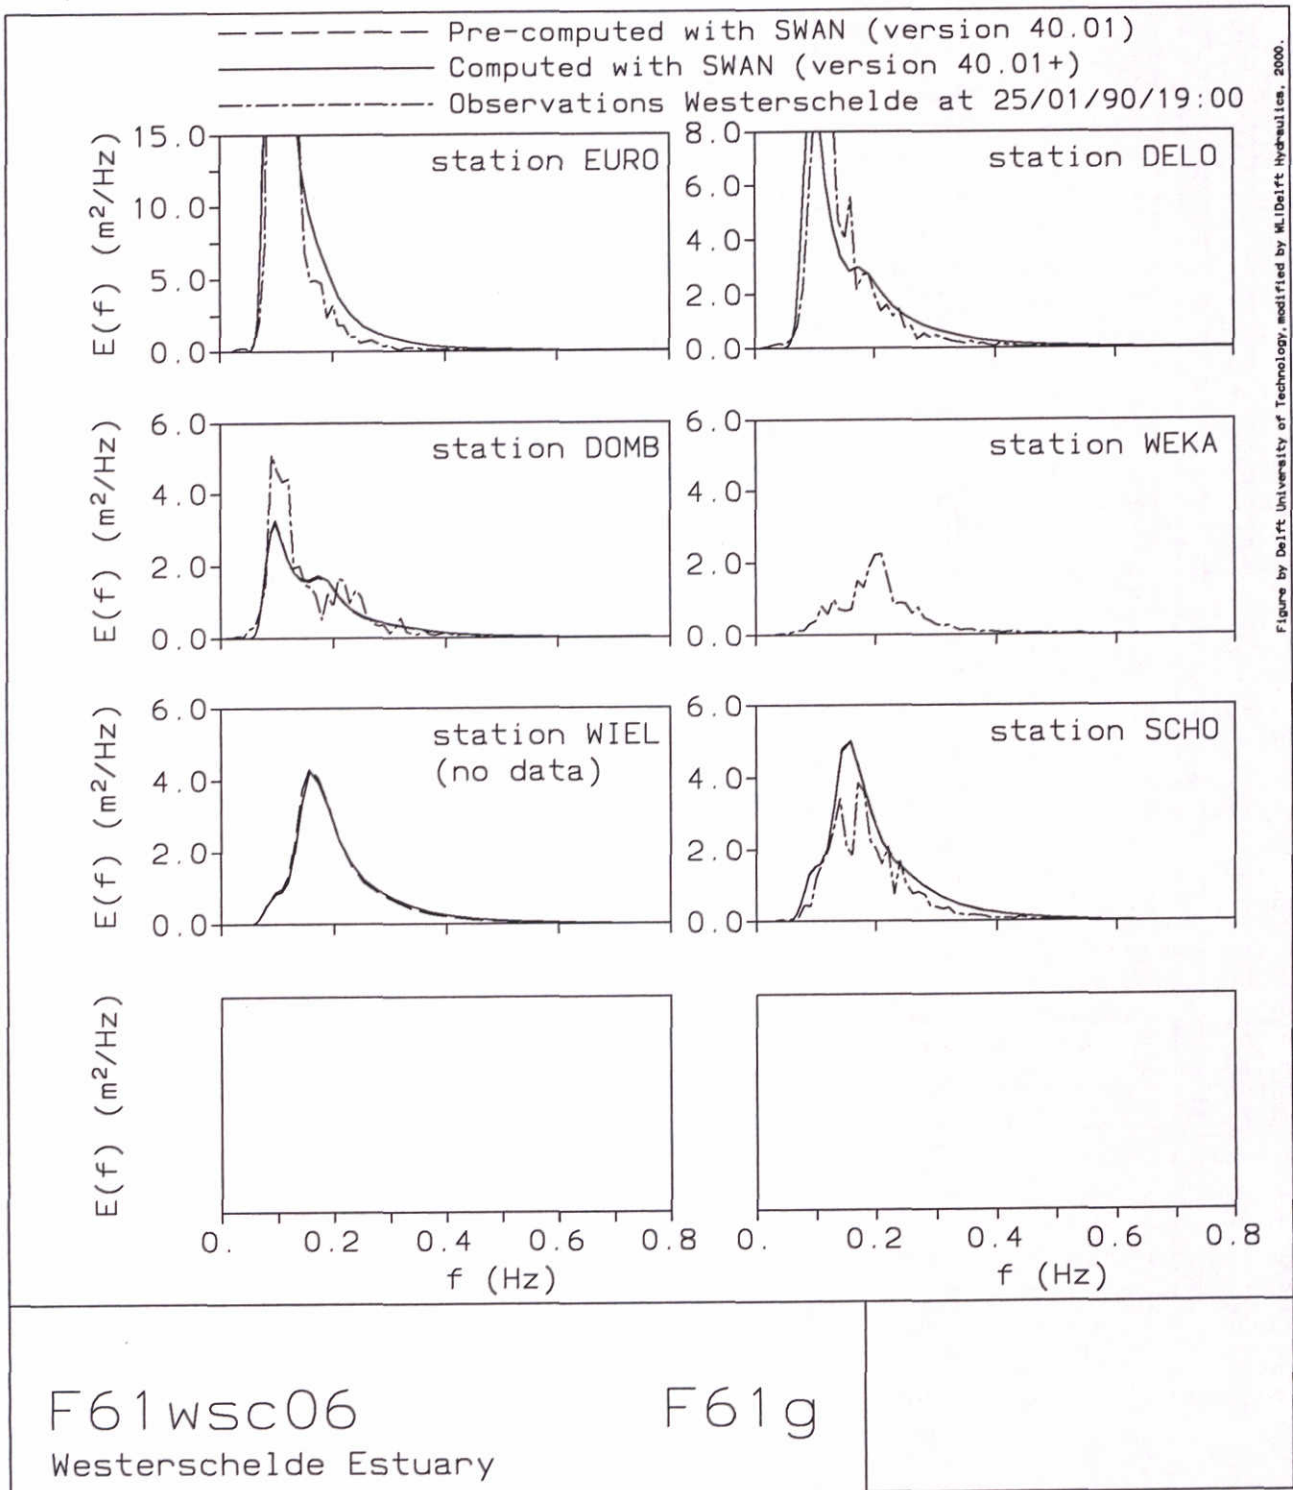 Pre-computed with SWAN (version 40.01)
Computed with SWAN (version 40.01+)
Observations Westerschelde at 25/01/90/19:00
E(f) (m²/Hz)
15.0
10.0
5.0
0.0
station EURO
8.0
6.0
4.0
2.0
0.0
station DELO
E(f) (m²/Hz)
6.0
4.0
2.0
0.0
station DOMB
6.0
4.0
2.0
0.0
station WEKA
E(f) (m²/Hz)
6.0
4.0
2.0
0.0
station WIEL
(no data)
6.0
4.0
2.0
0.0
station SCHO
E(f) (m²/Hz)
0. 0.2 0.4 0.6 0.8
f (Hz)
0. 0.2 0.4 0.6 0.8
f (Hz)
Figure by Delft University of Technology, modified by WL|Delft Hydraulics, 2000.
F61wsc06 F61g
Westerschelde Estuary